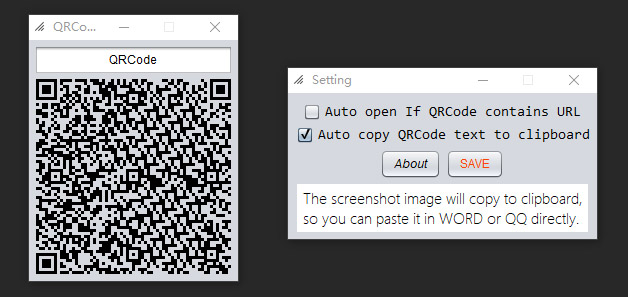 QRCo...
QRCode
Setting
Auto open If QRCode contains URL
Auto copy QRCode text to clipboard
About
SAVE
The screenshot image will copy to clipboard,
so you can paste it in WORD or QQ directly.